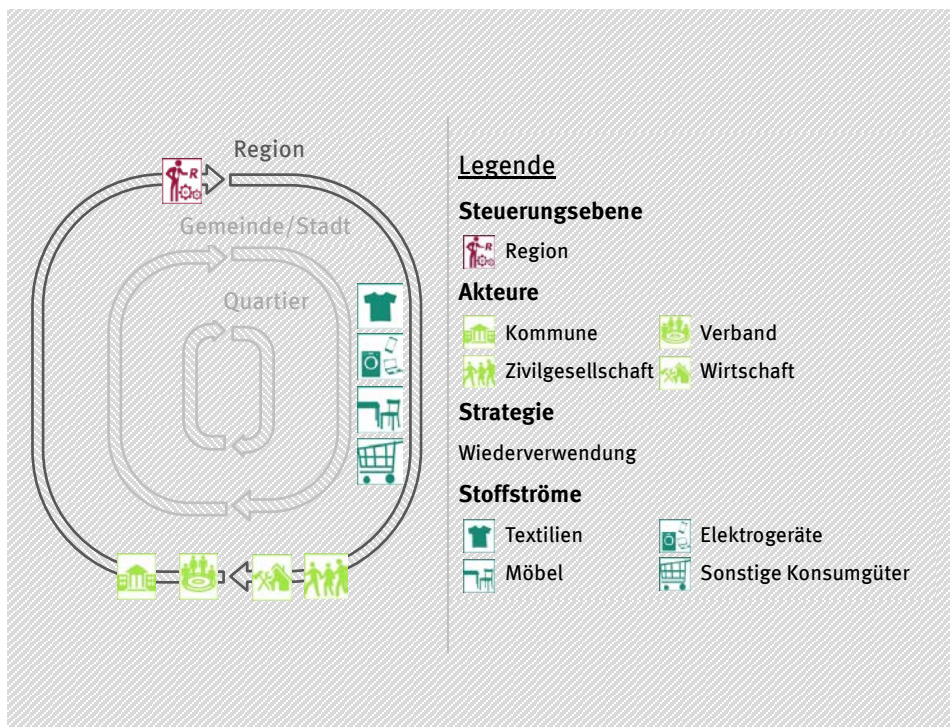 Region
Gemeinde/Stadt
Quartier
R
Legende
Steuerungsebene
R Region
Akteure
Kommune Verband
Zivilgesellschaft Wirtschaft
Strategie
Wiederverwendung
Stoffströme
Textilien Elektrogeräte
Möbel Sonstige Konsumgüter